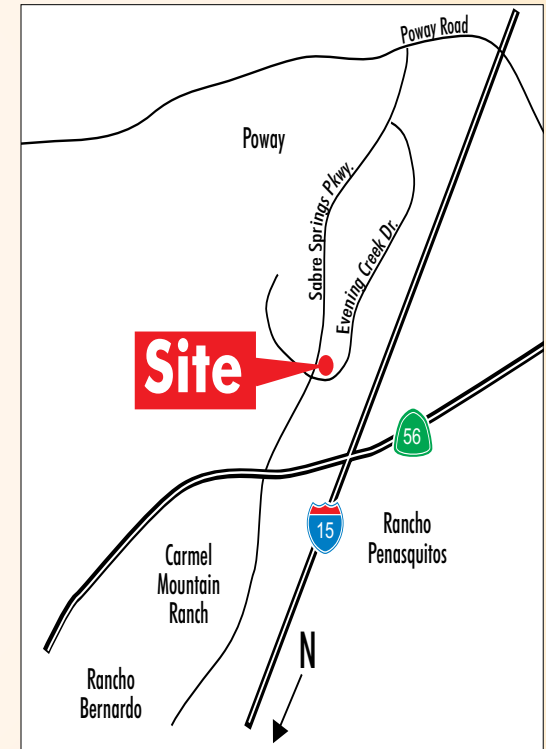 Poway Road
Poway
Sabre Springs Pkwy.
Evening Creek Dr.
Site
56
15
Rancho
Penasquitos
Carmel
Mountain
Ranch
N
Rancho
Bernardo